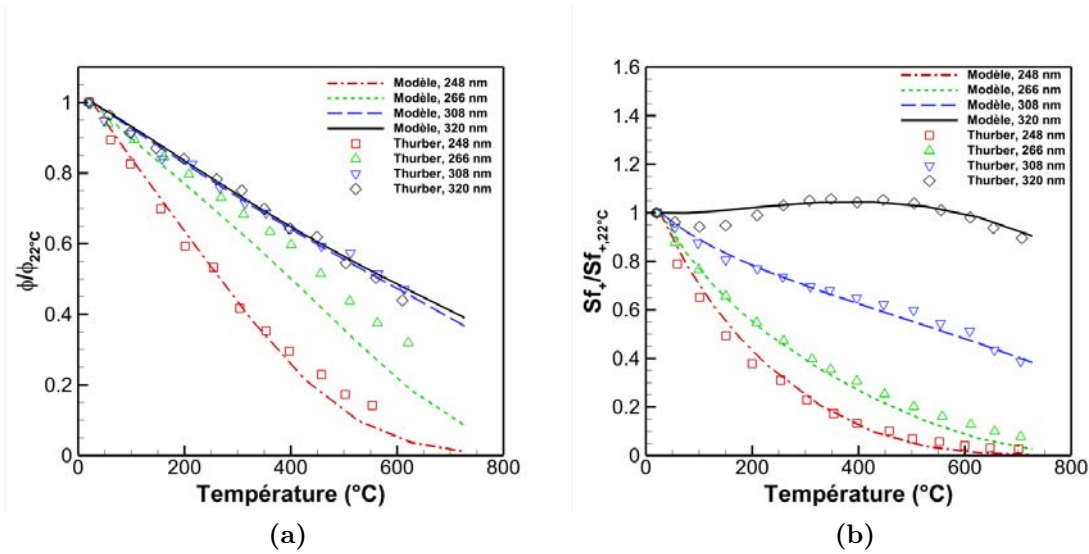 1
0.8
0.6
0.4
0.2
0
0
200
400
600
800
ϕ/ϕ22°C
Température (°C)
Modèle, 248 nm
Modèle, 266 nm
Modèle, 308 nm
Modèle, 320 nm
Thurber, 248 nm
Thurber, 266 nm
Thurber, 308 nm
Thurber, 320 nm
(a)
1.6
1.4
1.2
1
0.8
0.6
0.4
0.2
0
0
200
400
600
800
Sf+/Sf+,22°C
Température (°C)
Modèle, 248 nm
Modèle, 266 nm
Modèle, 308 nm
Modèle, 320 nm
Thurber, 248 nm
Thurber, 266 nm
Thurber, 308 nm
Thurber, 320 nm
(b)